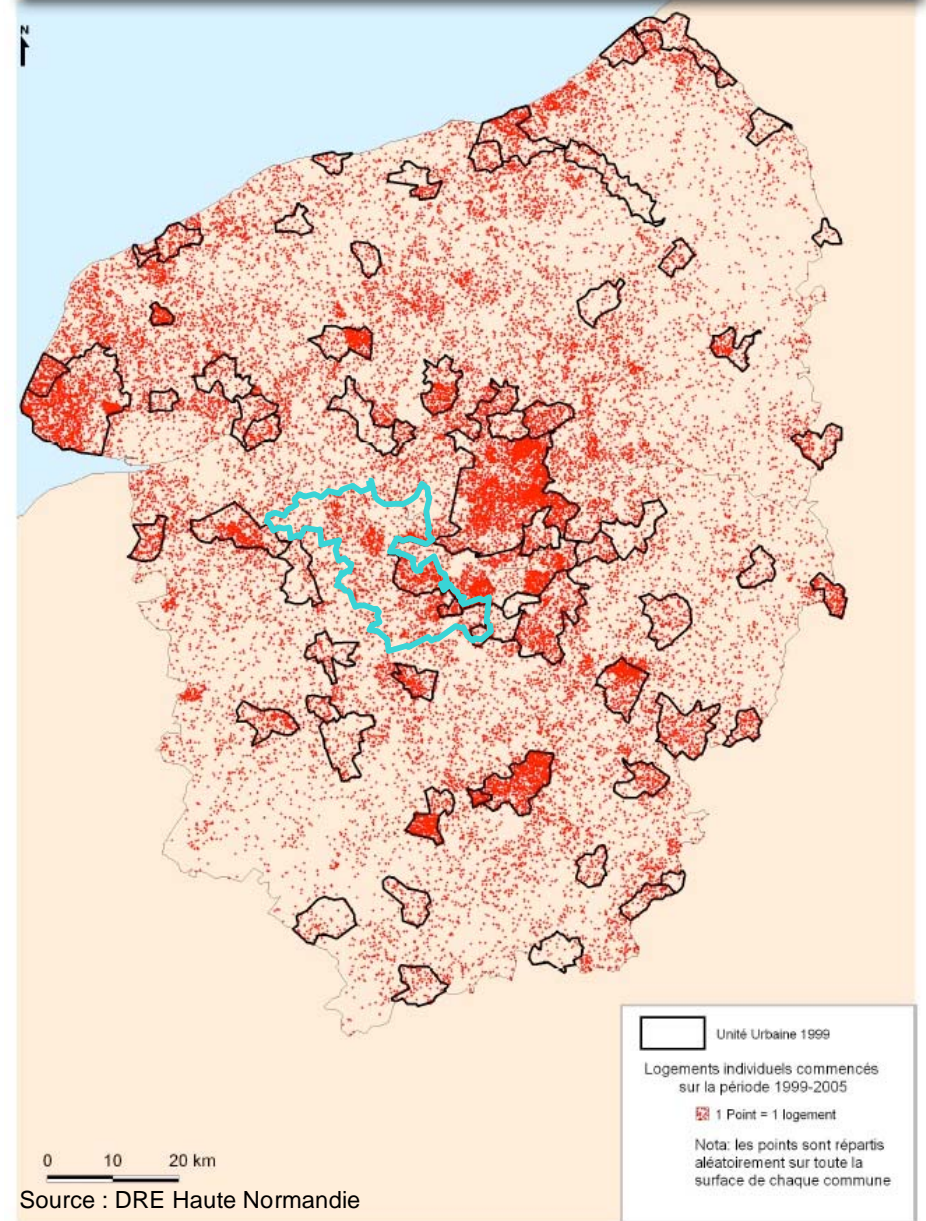 N
Unité Urbaine 1999
Logements individuels commencés
sur la période 1999-2005
1 Point = 1 logement
Nota: les points sont répartis
aléatoirement sur toute la
surface de chaque commune
0 10 20 km
Source : DRE Haute Normandie